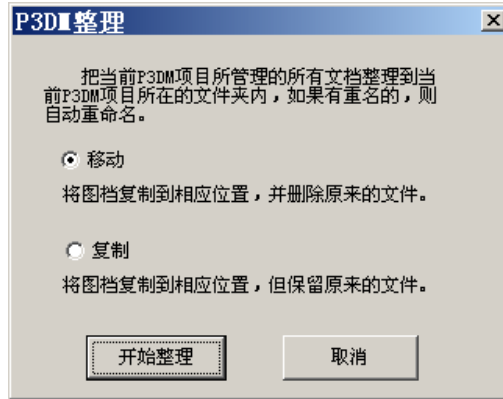 P3DM整理
把当前P3DM项目所管理的所有文档整理到当
前P3DM项目所在的文件夹内，如果有重名的，则
自动重命名。
移动
将图档复制到相应位置，并删除原来的文件。
复制
将图档复制到相应位置，但保留原来的文件。
开始整理
取消